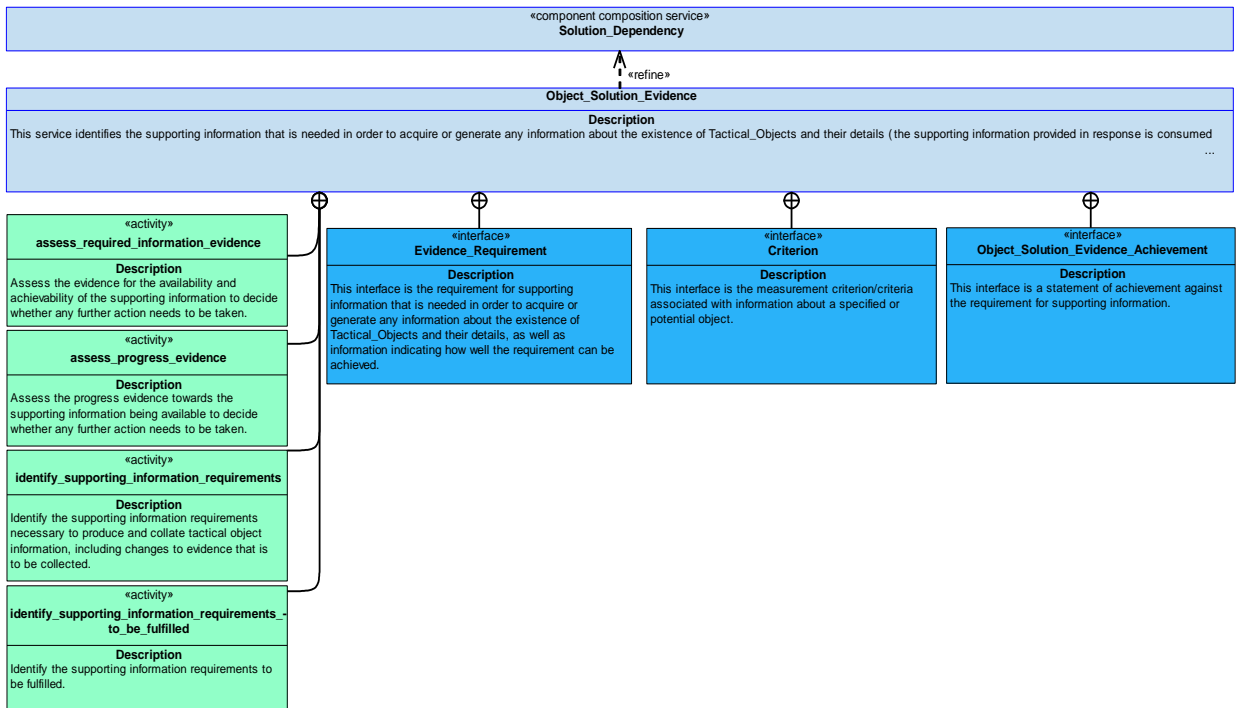 «component composition service»
Solution_Dependency
«refine»
Object_Solution_Evidence
Description
This service identifies the supporting information that is needed in order to acquire or generate any information about the existence of Tactical_Objects and their details (the supporting information provided in response is consumed
...
«activity»
assess_required_information_evidence
Description
Assess the evidence for the availability and
achievability of the supporting information to decide
whether any further action needs to be taken.
«activity»
assess_progress_evidence
Description
Assess the progress evidence towards the
supporting information being available to decide
whether any further action needs to be taken.
«activity»
identify_supporting_information_requirements
Description
Identify the supporting information requirements
necessary to produce and collate tactical object
information, including changes to evidence that is
to be collected.
«activity»
identify_supporting_information_requirements_-
to_be_fulfilled
Description
Identify the supporting information requirements to
be fulfilled.
«interface»
Evidence_Requirement
Description
This interface is the requirement for supporting
information that is needed in order to acquire or
generate any information about the existence of
Tactical_Objects and their details, as well as
information indicating how well the requirement can be
achieved.
«interface»
Criterion
Description
This interface is the measurement criterion/criteria
associated with information about a specified or
potential object.
«interface»
Object_Solution_Evidence_Achievement
Description
This interface is a statement of achievement against
the requirement for supporting information.